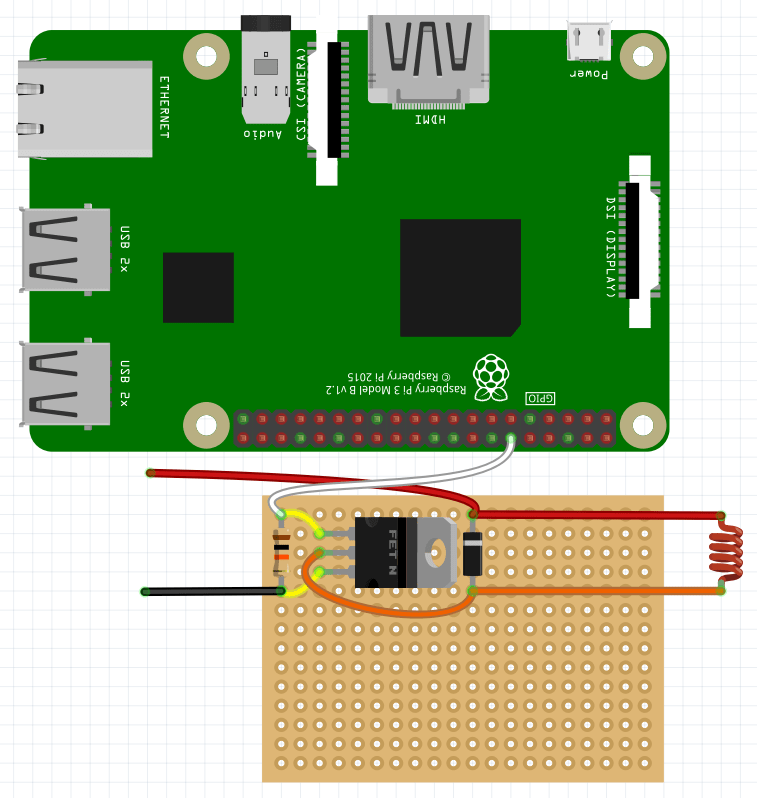 ETHERNET
Audio
CSI (CAMERA)
HDMI
Power
USB 2x
DSI (DISPLAY)
USB 2x
Raspberry Pi 3 Model B v1.2
© Raspberry Pi 2015
GPIO
FET N